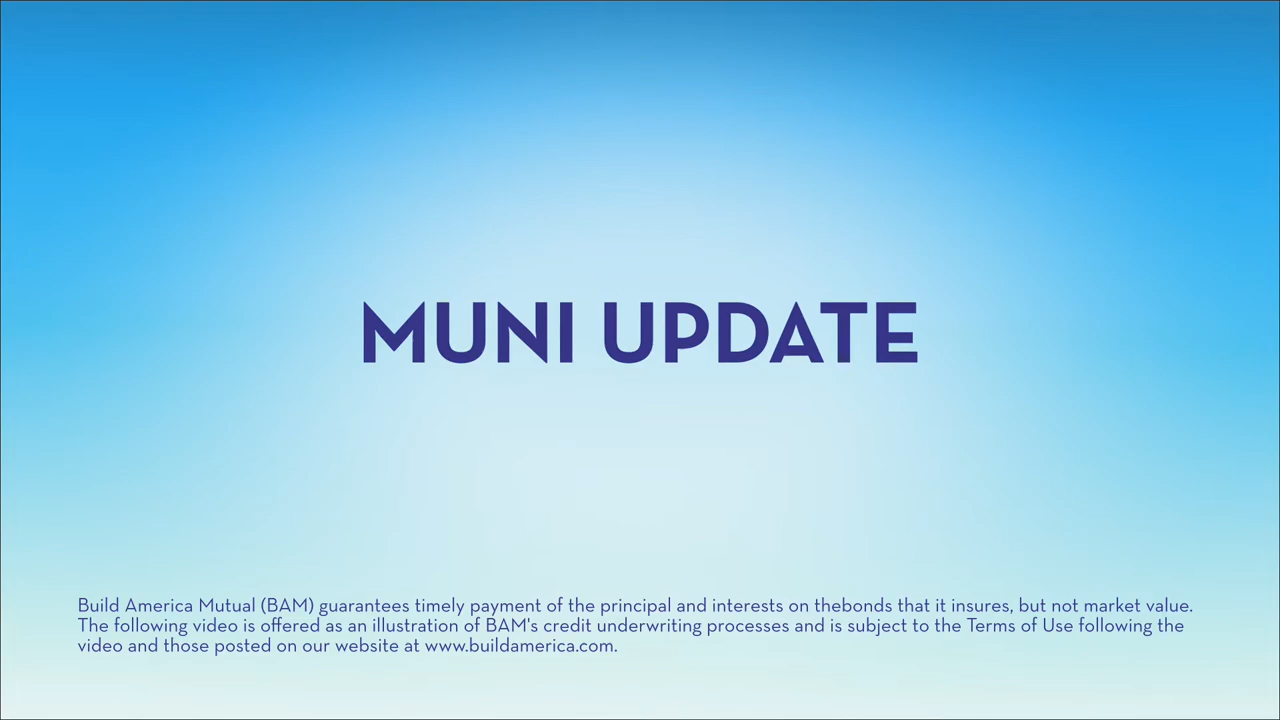 MUNI UPDATE
Build America Mutual (BAM) guarantees timely payment of the principal and interests on thebonds that it insures, but not market value.
The following video is offered as an illustration of BAM's credit underwriting processes and is subject to the Terms of Use following the
video and those posted on our website at www.buildamerica.com.